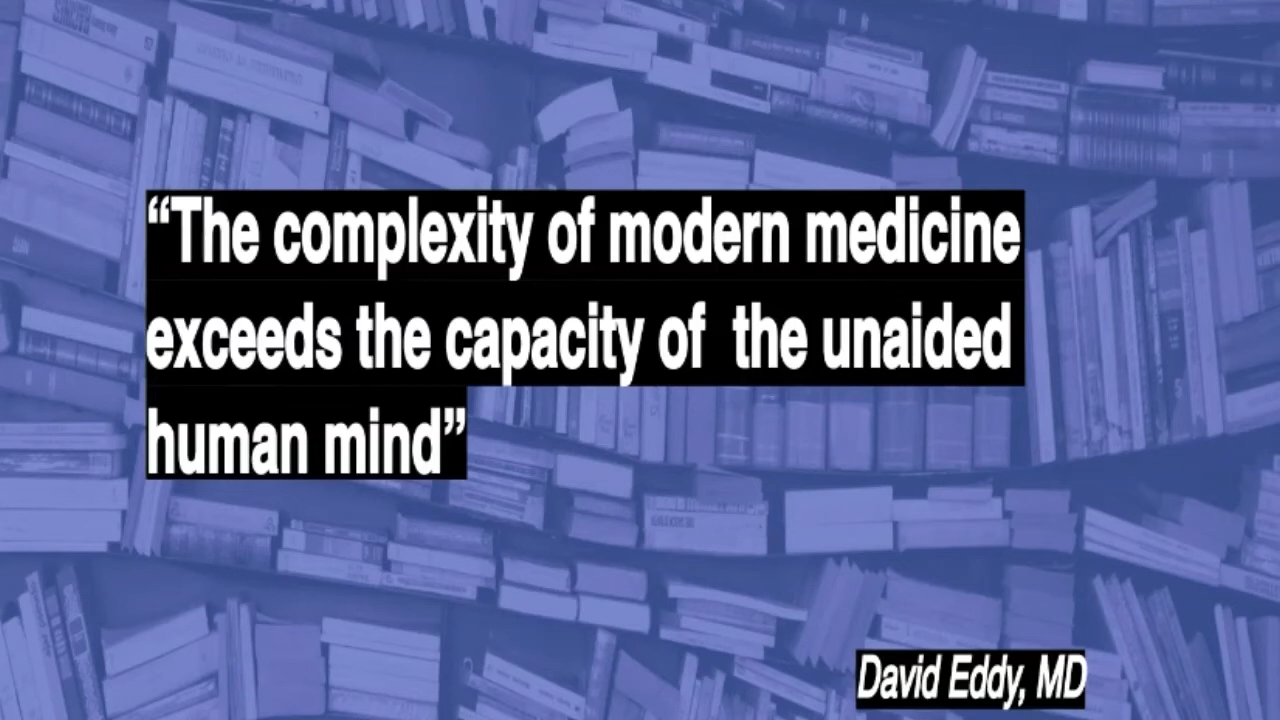 “The complexity of modern medicine
exceeds the capacity of  the unaided
human mind”
David Eddy, MD